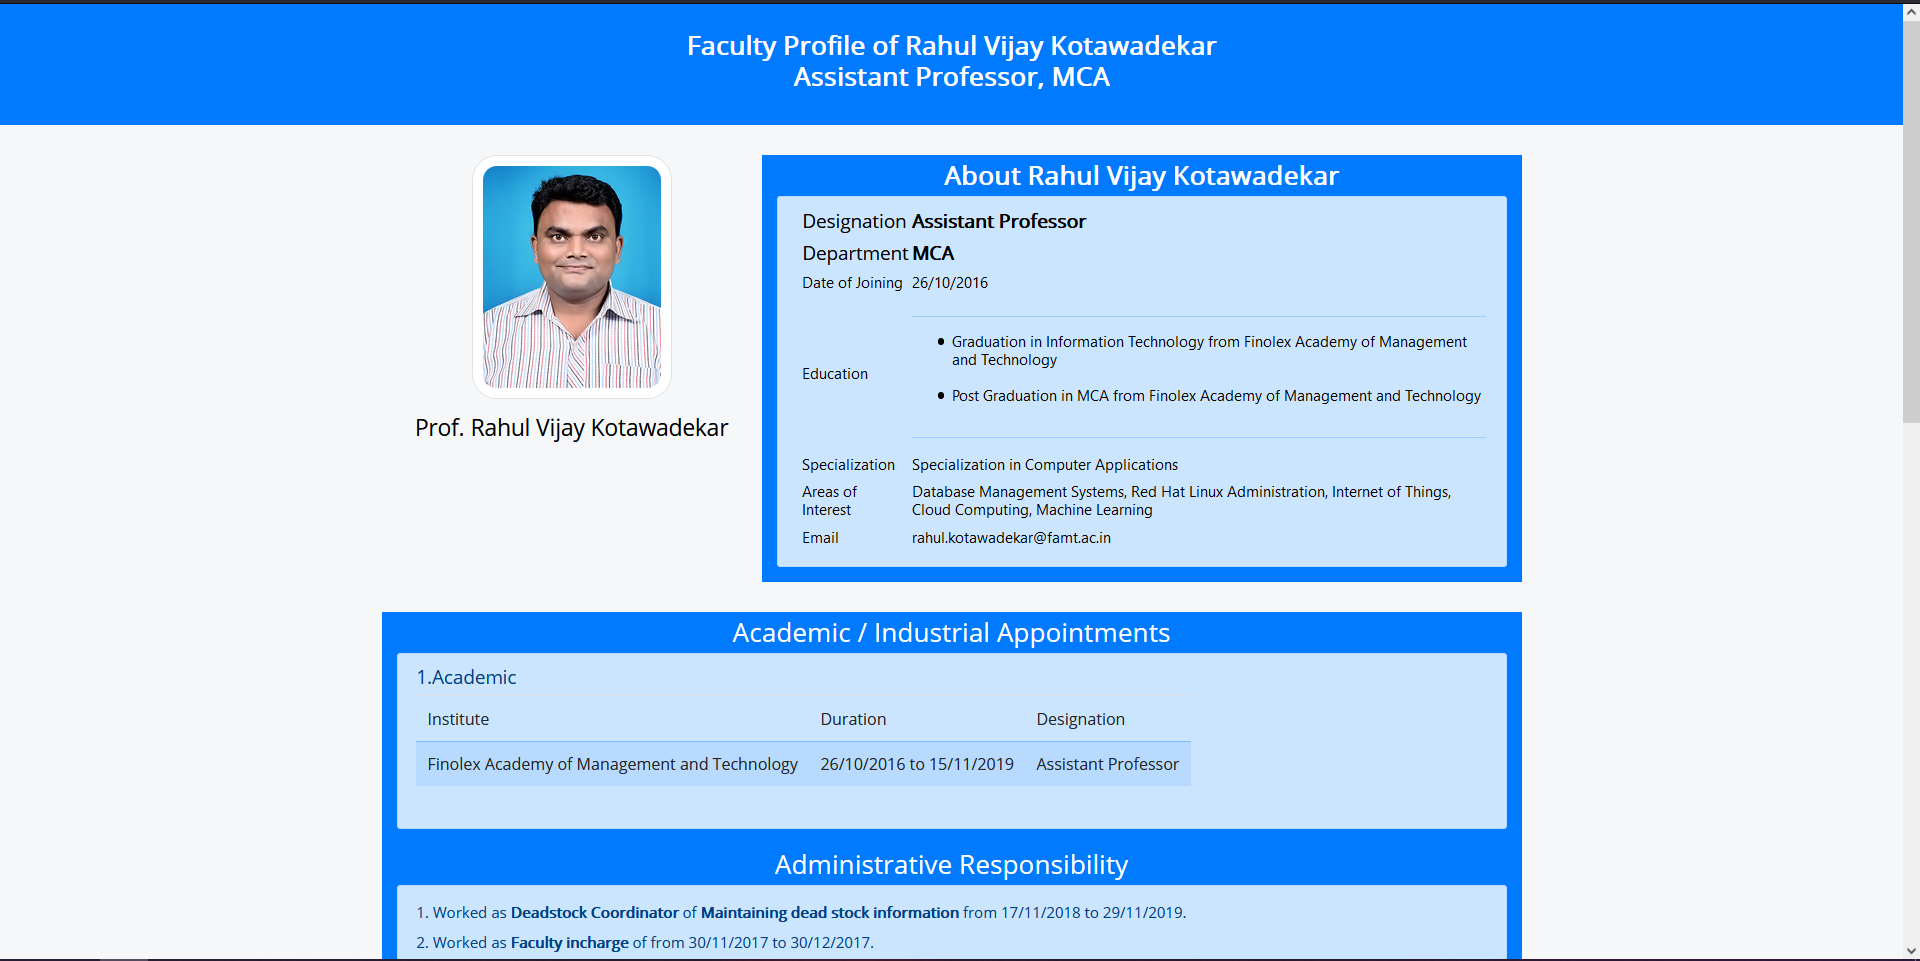 Faculty Profile of Rahul Vijay Kotawadekar
Assistant Professor, MCA
Prof. Rahul Vijay Kotawadekar
About Rahul Vijay Kotawadekar
Designation Assistant Professor
Department MCA
Date of Joining 26/10/2016
Education
Graduation in Information Technology from Finolex Academy of Management
and Technology
Post Graduation in MCA from Finolex Academy of Management and Technology
Specialization Specialization in Computer Applications
Areas of Interest
Database Management Systems, Red Hat Linux Administration, Internet of Things,
Cloud Computing, Machine Learning
Email rahul.kotawadekar@famt.ac.in
Academic / Industrial Appointments
1.Academic
Institute Duration Designation
Finolex Academy of Management and Technology 26/10/2016 to 15/11/2019 Assistant Professor
Administrative Responsibility
1. Worked as Deadstock Coordinator of Maintaining dead stock information from 17/11/2018 to 29/11/2019.
2. Worked as Faculty incharge of from 30/11/2017 to 30/12/2017.